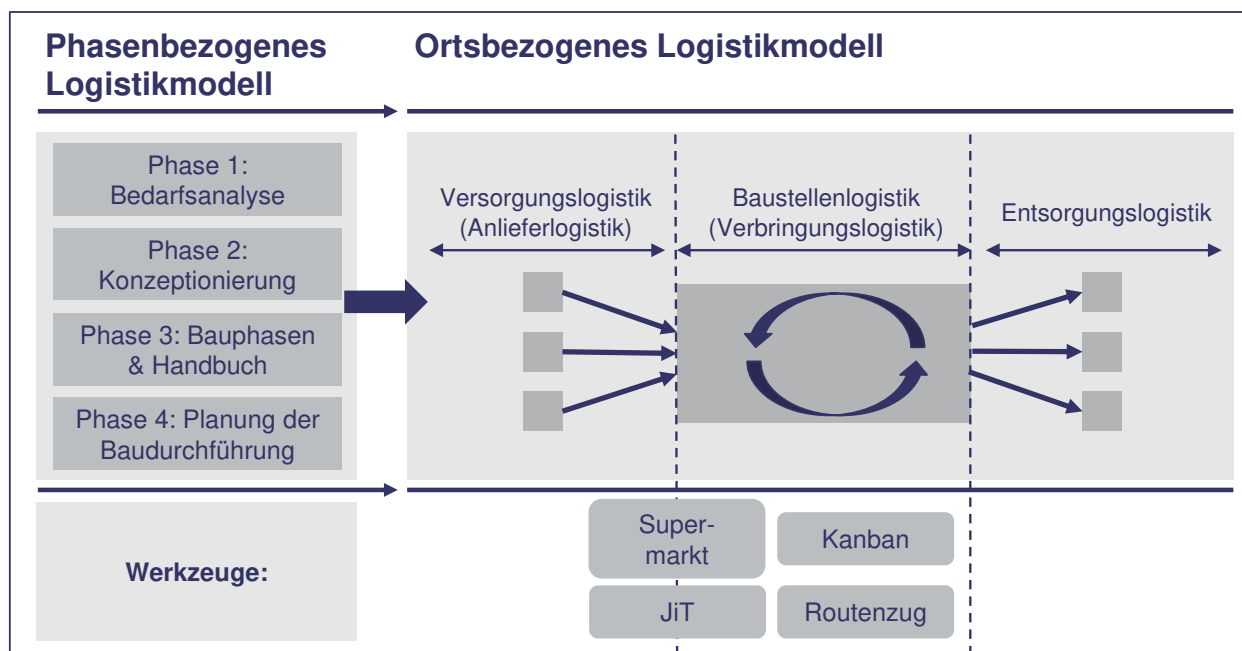 Phasenbezogenes
Logistikmodell
Ortsbezogenes Logistikmodell
Phase 1:
Bedarfsanalyse
Phase 2:
Konzeptionierung
Phase 3: Bauphasen
& Handbuch
Phase 4: Planung der
Baudurchführung
Versorgungslogistik
(Anlieferlogistik)
Baustellenlogistik
(Verbringungslogistik)
Entsorgungslogistik
Werkzeuge:
Super-
markt
Kanban
JiT
Routenzug